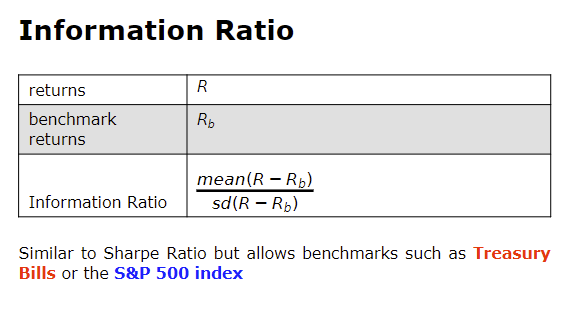 Information Ratio
returns R
benchmark R_b
returns
mean(R − R_b)
sd(R − R_b)
Information Ratio
Similar to Sharpe Ratio but allows benchmarks such as Treasury
Bills or the S&P 500 index